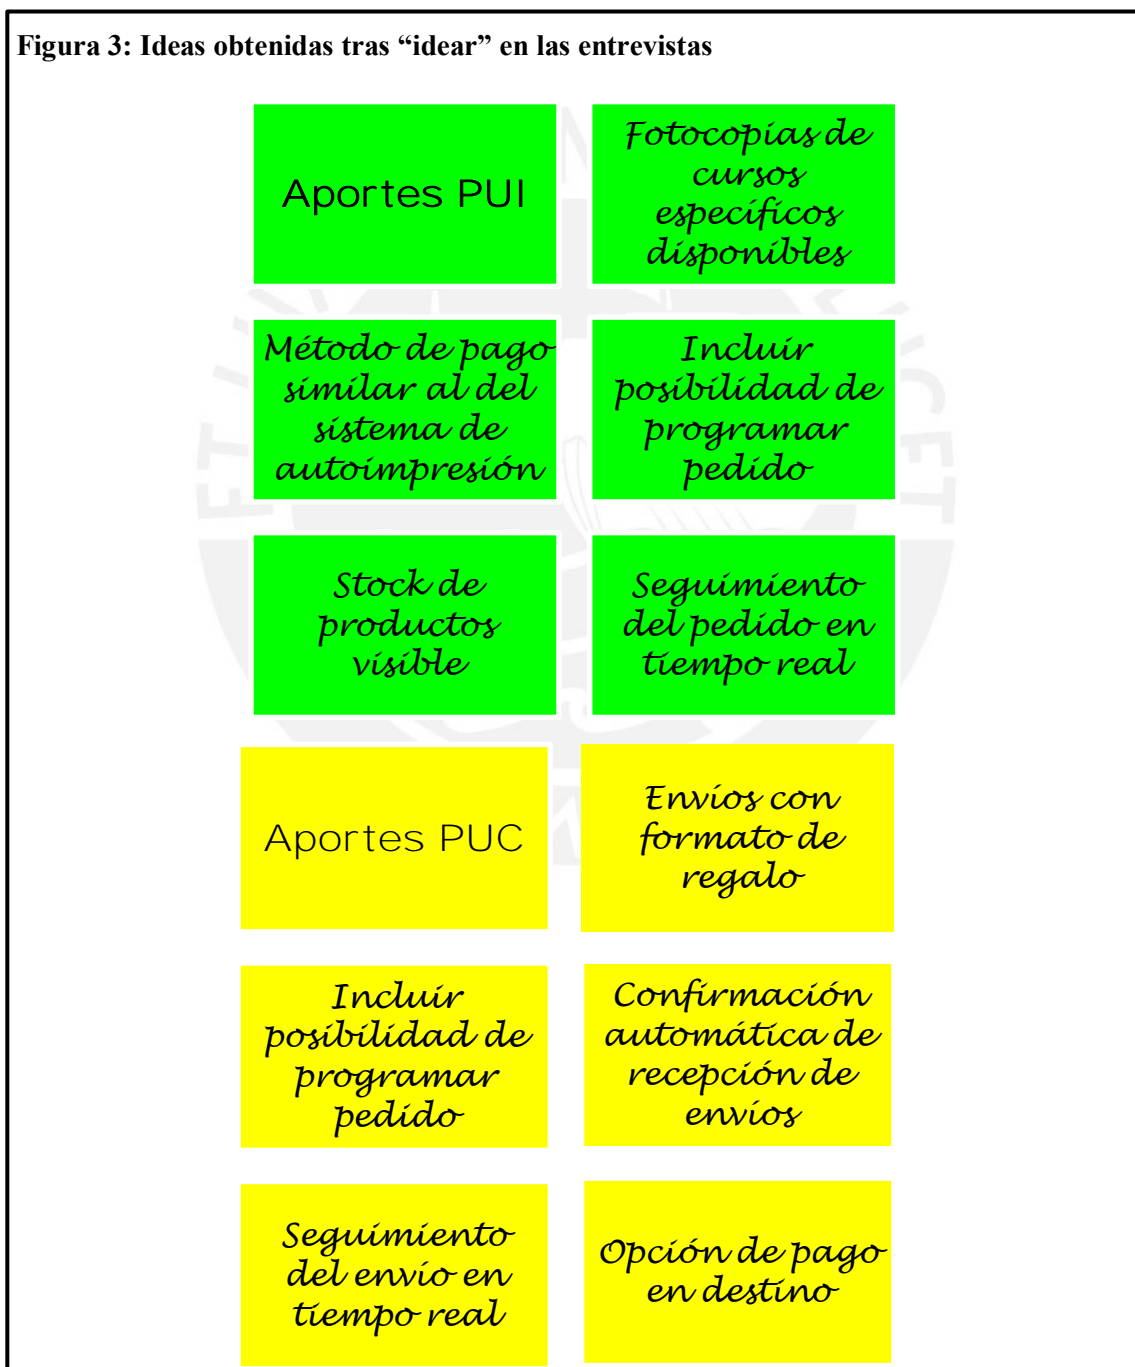 Figura 3: Ideas obtenidas tras “idear” en las entrevistas
Aportes PUI
Fotocopias de
cursos
específicos
disponibles
Método de pago
similar al del
sistema de
autoimpresión
Incluir
posibilidad de
programar
pedido
Stock de
productos
visible
Seguimiento
del pedido en
tiempo real
Aportes PUC
Envíos con
formato de
regalo
Incluir
posibilidad de
programar
pedido
Confirmación
automática de
recepción de
envíos
Seguimiento
del envío en
tiempo real
Opción de pago
en destino